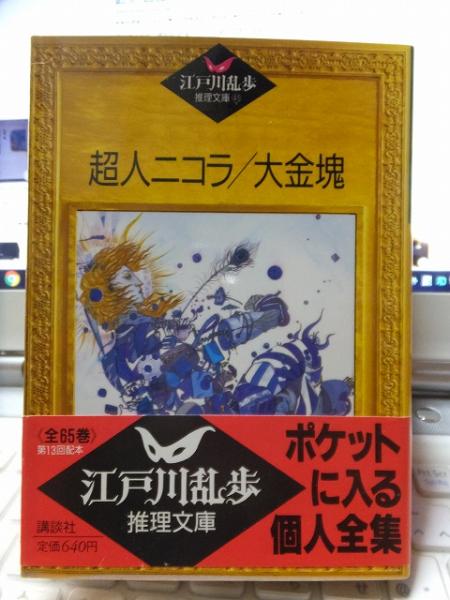 江戸川乱歩
推理文庫
超人ニコラ/大金塊
〈全65巻〉
第13回配本
江戸川乱歩
推理文庫
講談社
定価640円
ポケット
に入る
個人全集